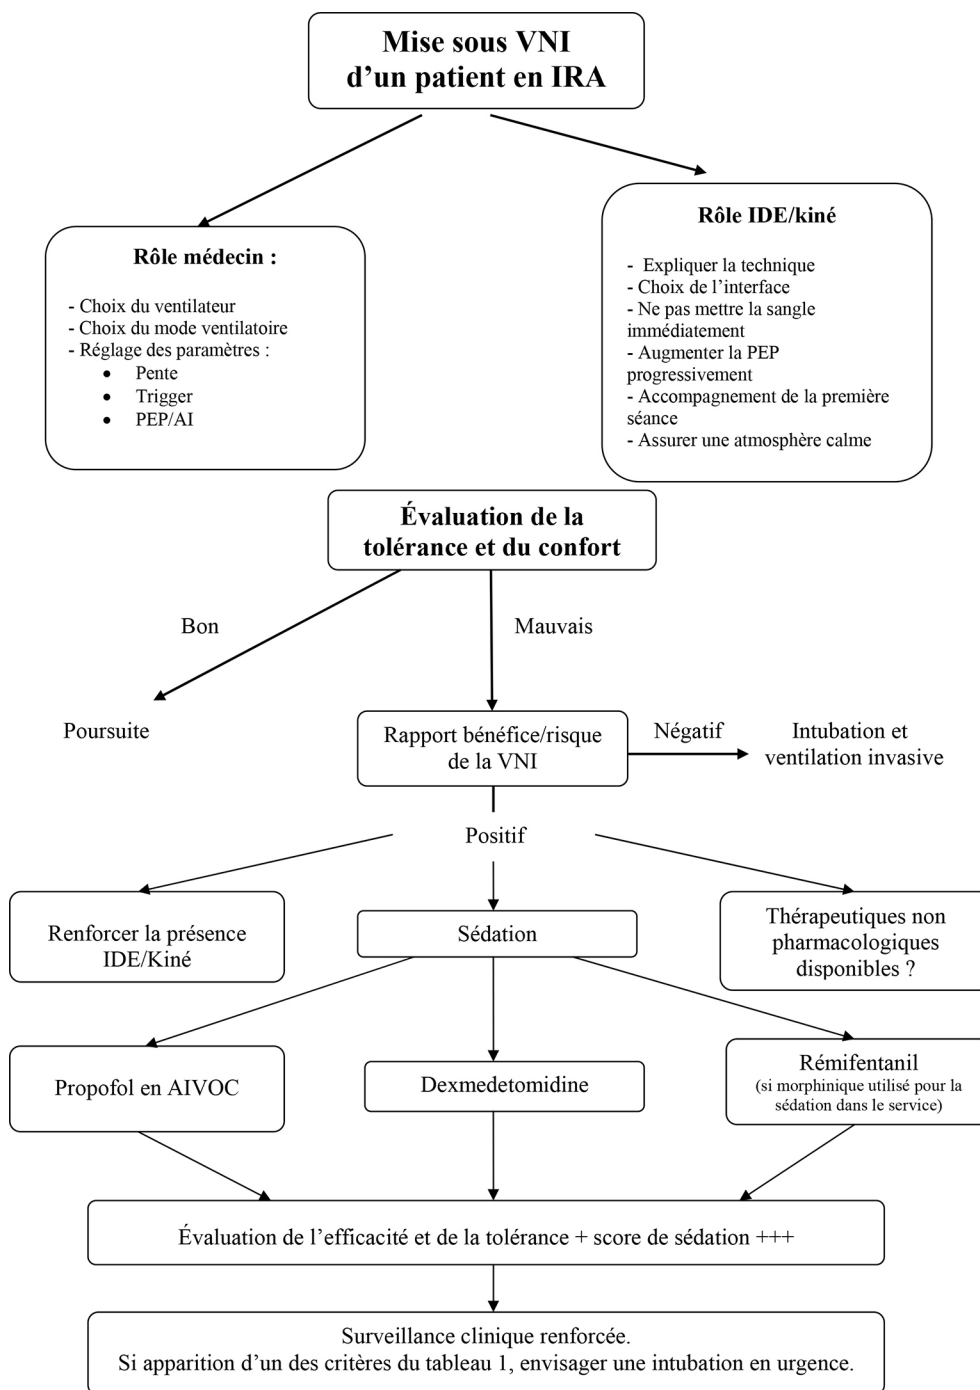 Mise sous VNI
d’un patient en IRA
Rôle médecin :
- Choix du ventilateur
- Choix du mode ventilatoire
- Réglage des paramètres :
• Pente
• Trigger
• PEP/AI
Rôle IDE/kiné
- Expliquer la technique
- Choix de l’interface
- Ne pas mettre la sangle
immédiatement
- Augmenter la PEP
progressivement
- Accompagnement de la première
séance
- Assurer une atmosphère calme
Évaluation de la
tolérance et du confort
Bon
Mauvais
Poursuite
Rapport bénéfice/risque
de la VNI
Négatif
Intubation et
ventilation invasive
Positif
Renforcer la présence
IDE/Kiné
Sédation
Thérapeutiques non
pharmacologiques
disponibles ?
Propofol en AIVOC
Dexmedetomidine
Rémifentanil
(si morphinique utilisé pour la
sédation dans le service)
Évaluation de l’efficacité et de la tolérance + score de sédation +++
Surveillance clinique renforcée.
Si apparition d’un des critères du tableau 1, envisager une intubation en urgence.